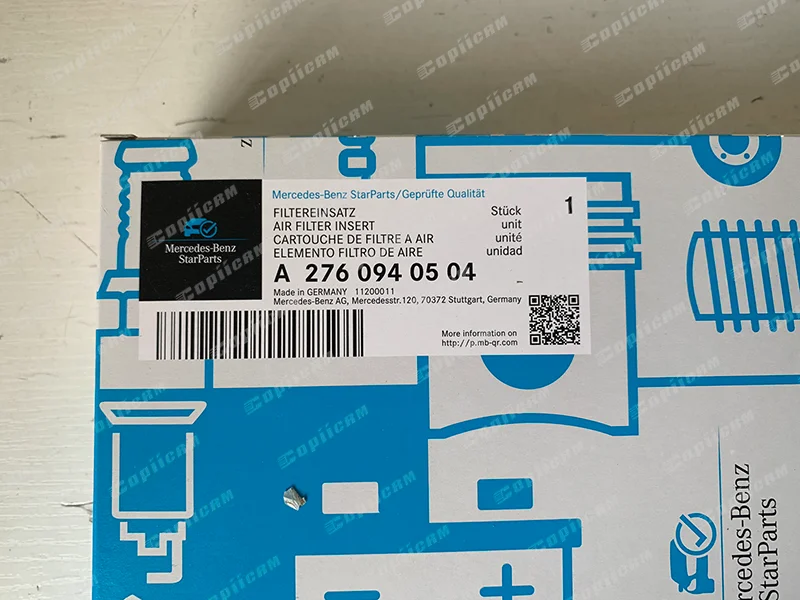 Mercedes-Benz StarParts/Geprüfte Qualität
FILTEREINSATZ Stück 1
AIR FILTER INSERT unit
CARTOUCHE DE FILTRE A AIR unité
ELEMENTO FILTRO DE AIRE unidad
A 276 094 05 04
Made in GERMANY 11200011
Mercedes-Benz AG, Mercedesstr.120, 70372 Stuttgart, Germany
Mercedes-Benz
StarParts
More information on
http://p.mb-qr.com
rcedes-Benz
StarParts
Copiicam